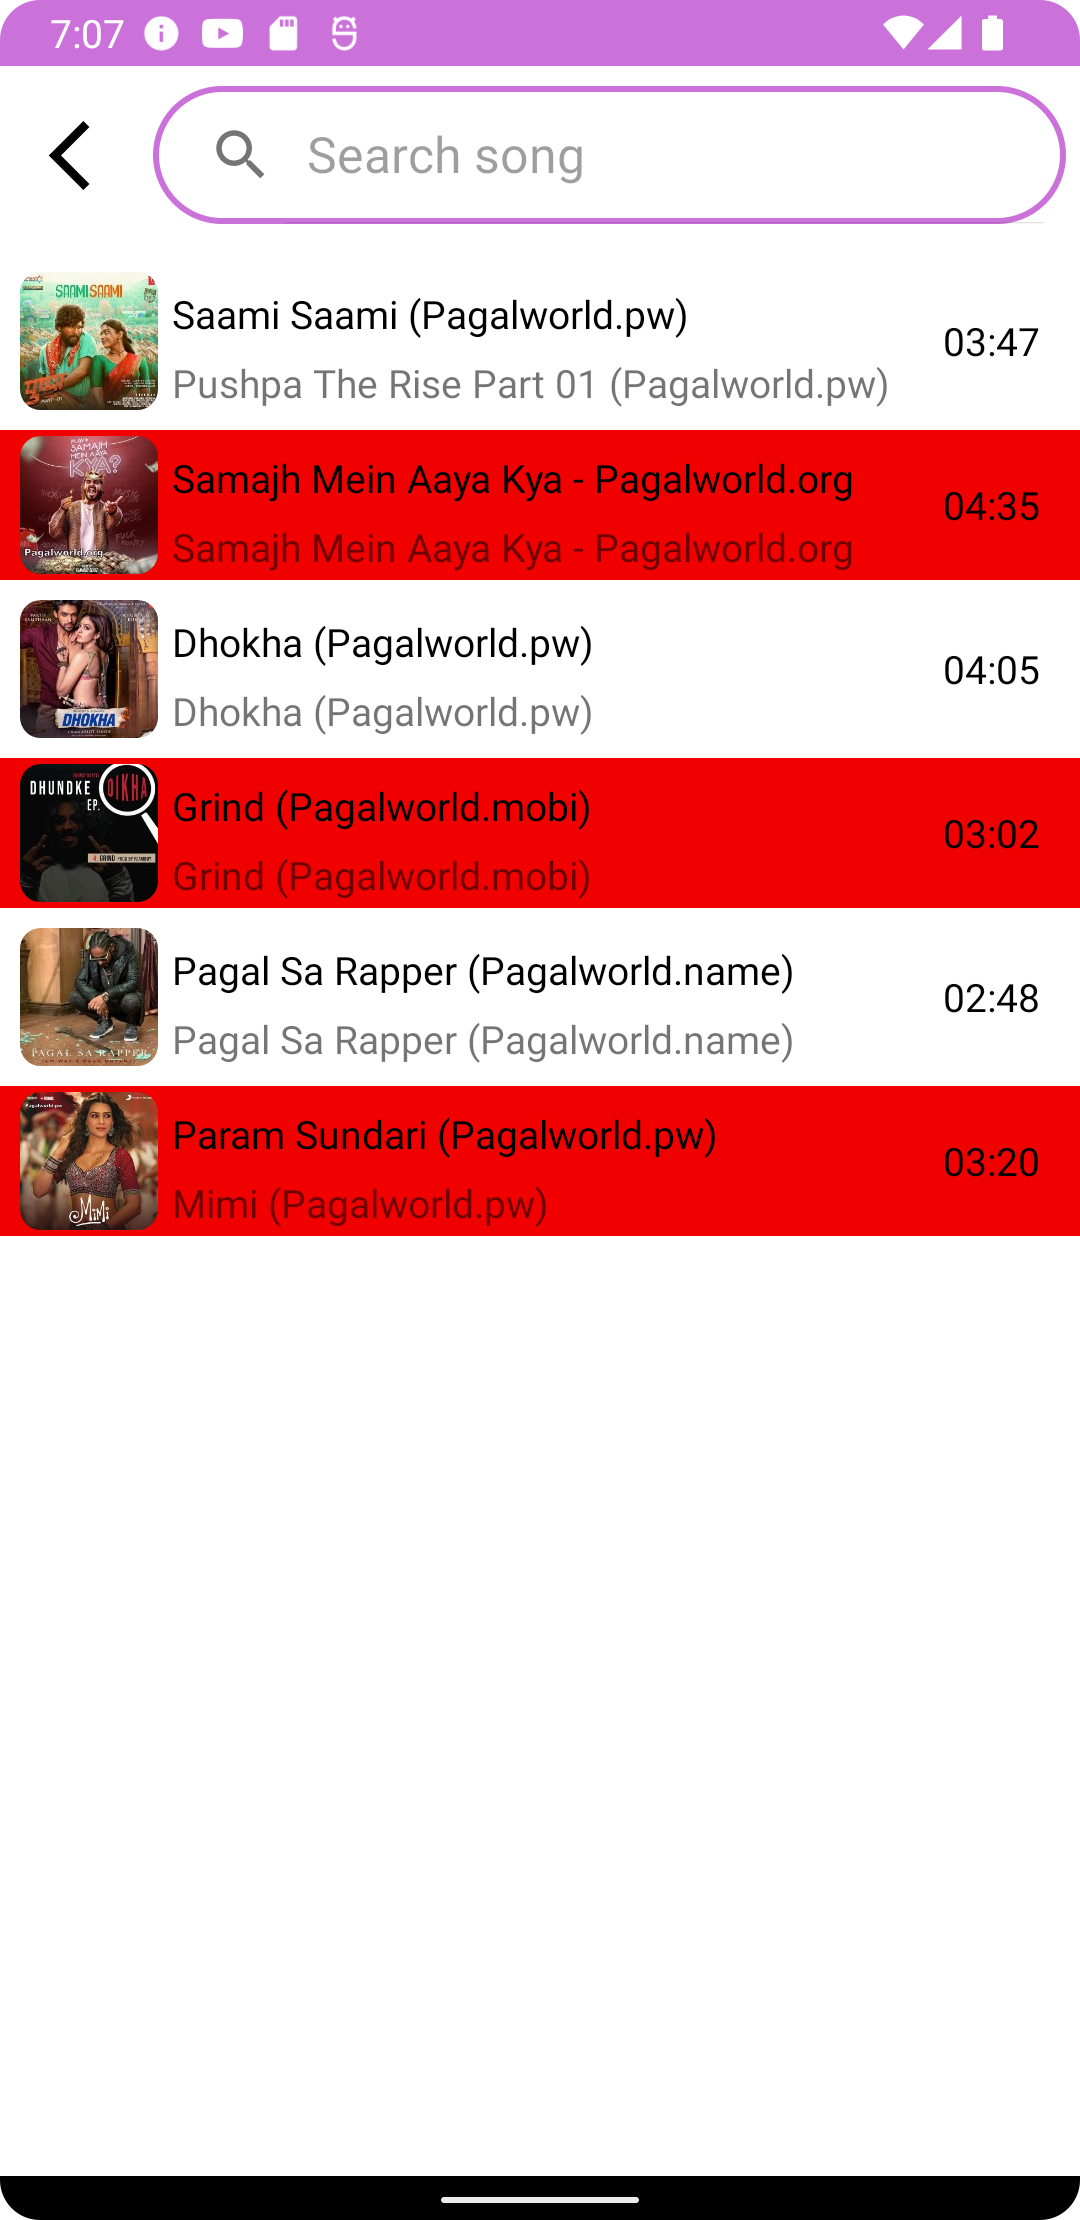 7:07
Search song
SAAMI SAAMI
Saami Saami (Pagalworld.pw)
03:47
Pushpa The Rise Part 01 (Pagalworld.pw)
SAMAJH
MEIN AAYA
KYA?
Pagalworld.org
Samajh Mein Aaya Kya - Pagalworld.org
04:35
Samajh Mein Aaya Kya - Pagalworld.org
DHOKHA
Dhokha (Pagalworld.pw)
04:05
Dhokha (Pagalworld.pw)
DHUNDKE DIKHA
EP.
Grind (Pagalworld.mobi)
03:02
Grind (Pagalworld.mobi)
PAGAL SA RAPPER
Pagal Sa Rapper (Pagalworld.name)
02:48
Pagal Sa Rapper (Pagalworld.name)
Pagalworld.pw
MiMi
Param Sundari (Pagalworld.pw)
03:20
Mimi (Pagalworld.pw)